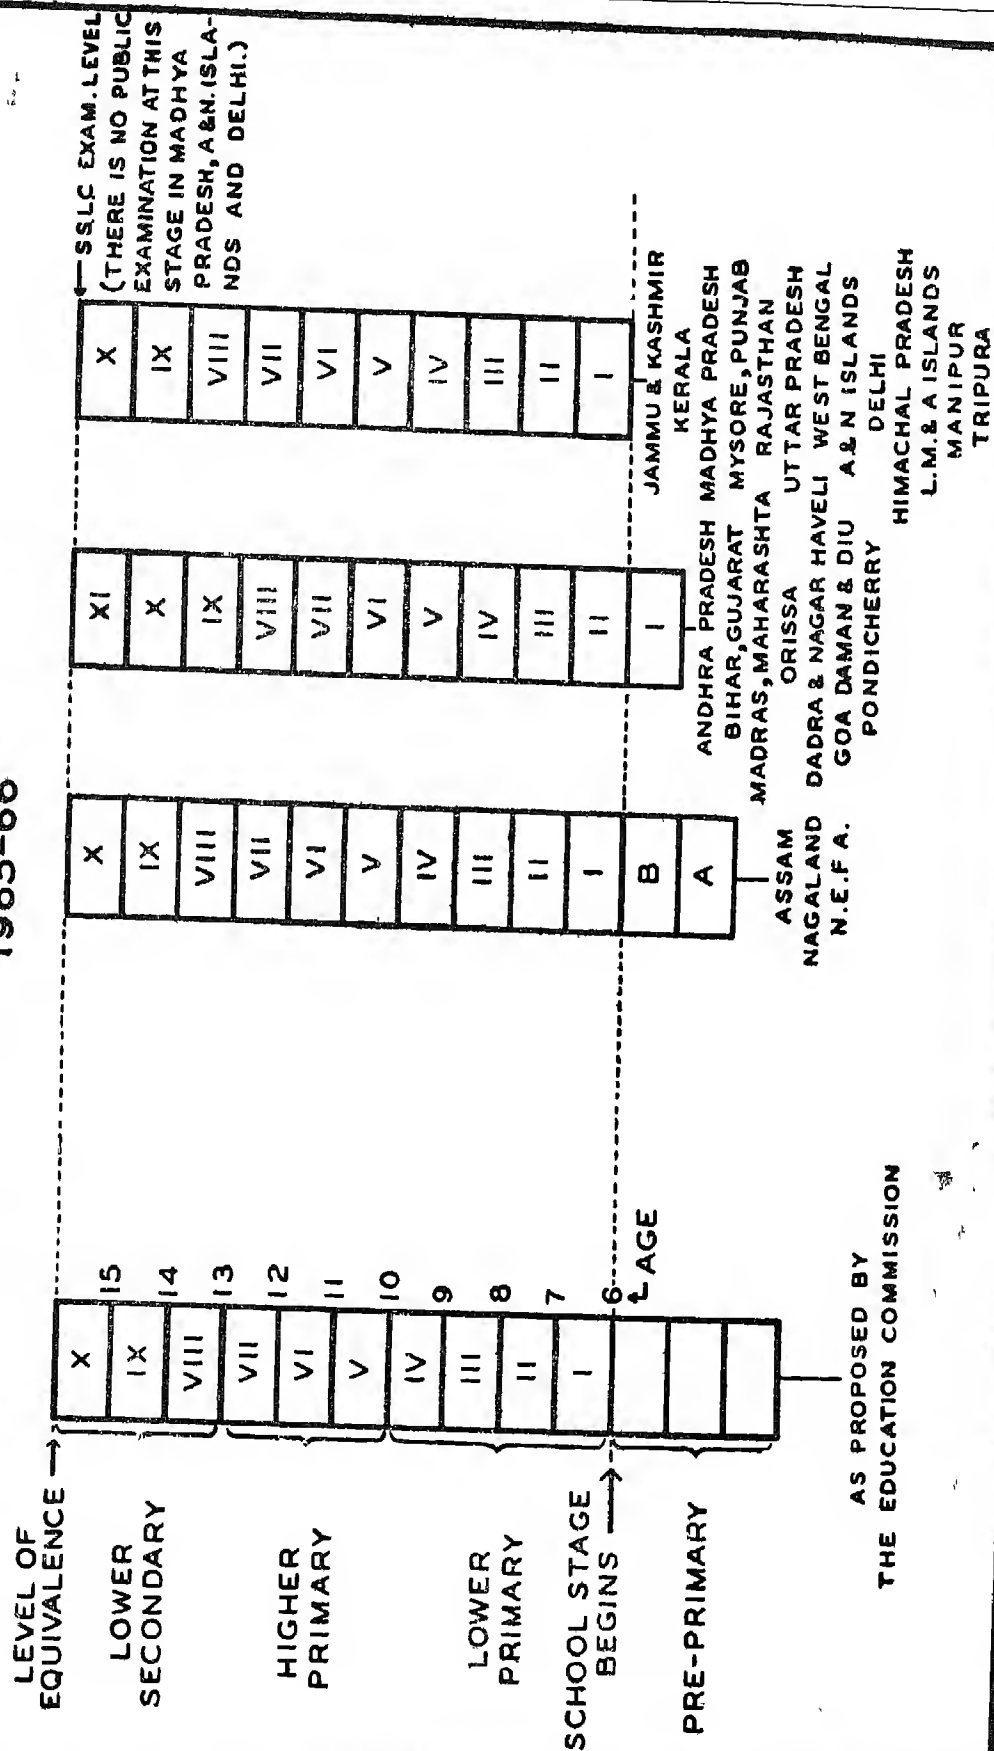 1965-66
LEVEL OF
EQUIVALENCE →
LOWER
SECONDARY
HIGHER
PRIMARY
LOWER
PRIMARY
SCHOOL STAGE
BEGINS →
PRE-PRIMARY
X
IX
VIII
VII
VI
V
IV
III
II
I
15
14
13
12
11
10
9
8
7
6
AGE
AS PROPOSED BY
THE EDUCATION COMMISSION
X
IX
VIII
VII
VI
V
IV
III
II
I
B
A
ASSAM
NAGALAND
N.E.F A.
XI
X
IX
VIII
VII
VI
V
IV
III
II
I
ANDHRA PRADESH
BIHAR, GUJARAT
MADRAS, MAHARASHTA
ORISSA
DADRA & NAGAR HAVELI
GOA DAMAN & DIU
PONDICHERRY
X
IX
VIII
VII
VI
V
IV
III
II
I
JAMMU & KASHMIR
KERALA
MADHYA PRADESH
MYSORE, PUNJAB
RAJASTHAN
UTTAR PRADESH
WEST BENGAL
A & N ISLANDS
DELHI
HIMACHAL PRADESH
L.M. & A ISLANDS
MANIPUR
TRIPURA
← S.S.L.C EXAM. LEVEL
(THERE IS NO PUBLIC
EXAMINATION AT THIS
STAGE IN MADHYA
PRADESH, A & N. ISLA-
NDS AND DELHI.)